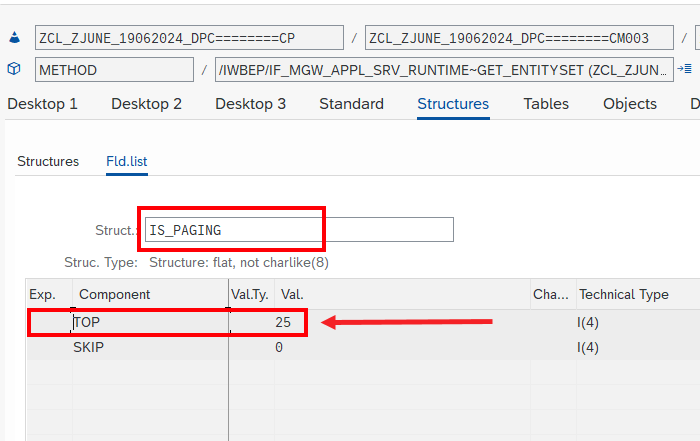 ZCL_ZJUNE_19062024_DPC========CP / ZCL_ZJUNE_19062024_DPC========CM003 /
METHOD / /IWBEP/IF_MGW_APPL_SRV_RUNTIME~GET_ENTITYSET (ZCL_ZJUN...
Desktop 1 Desktop 2 Desktop 3 Standard Structures Tables Objects D
Structures Fld.list
Struct.: IS_PAGING
Struc. Type: Structure: flat, not charlike(8)
Exp. Component Val.Ty. Val. Cha... Technical Type
TOP 25 I(4)
SKIP 0 I(4)